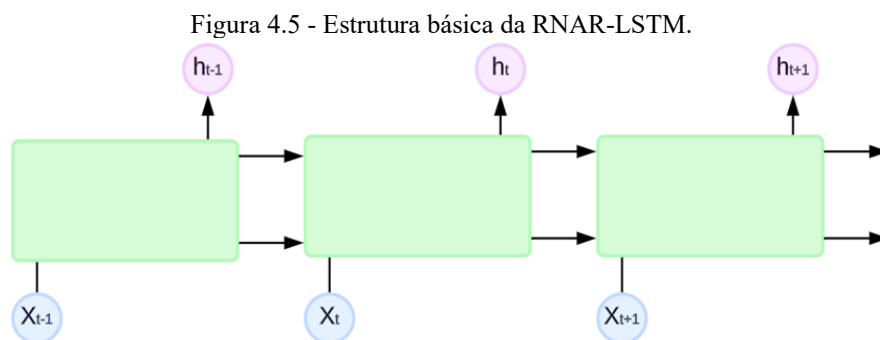 Figura 4.5 - Estrutura básica da RNAR-LSTM.
ht-1 ht ht+1
Xt-1 Xt Xt+1